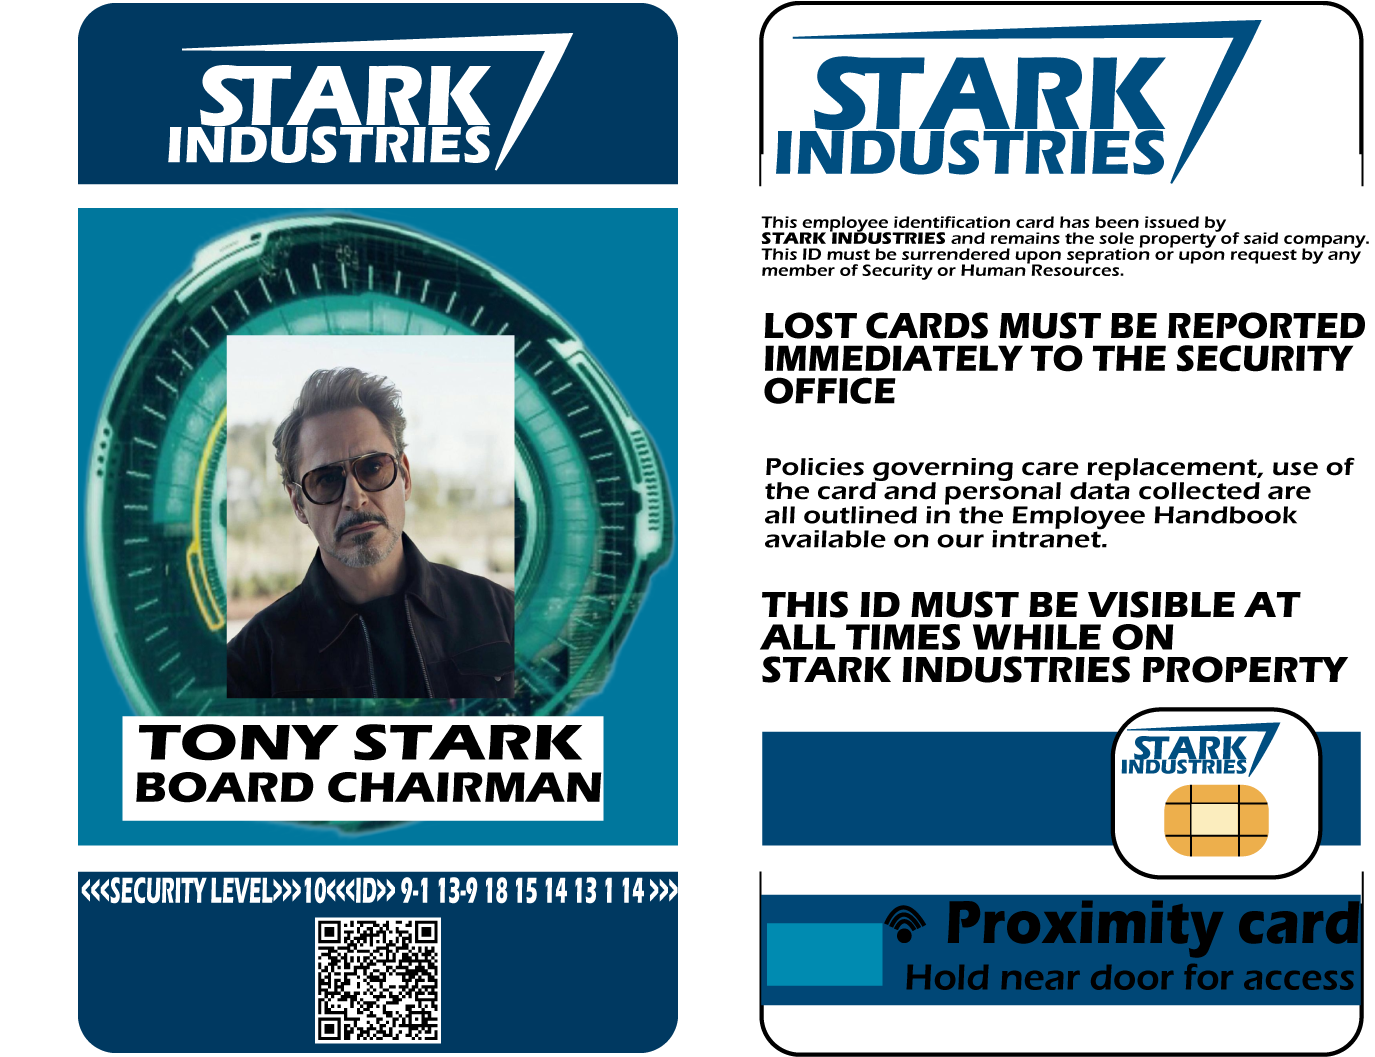 STARK
INDUSTRIES
TONY STARK
BOARD CHAIRMAN
<<<SECURITY LEVEL>>>10<<<ID>> 9-1 13-9 18 15 14 13 1 14 >>>
STARK
INDUSTRIES
This employee identification card has been issued by
STARK INDUSTRIES and remains the sole property of said company.
This ID must be surrendered upon sepration or upon request by any
member of Security or Human Resources.
LOST CARDS MUST BE REPORTED
IMMEDIATELY TO THE SECURITY
OFFICE
Policies governing care replacement, use of
the card and personal data collected are
all outlined in the Employee Handbook
available on our intranet.
THIS ID MUST BE VISIBLE AT
ALL TIMES WHILE ON
STARK INDUSTRIES PROPERTY
STARK
INDUSTRIES
Proximity card
Hold near door for access